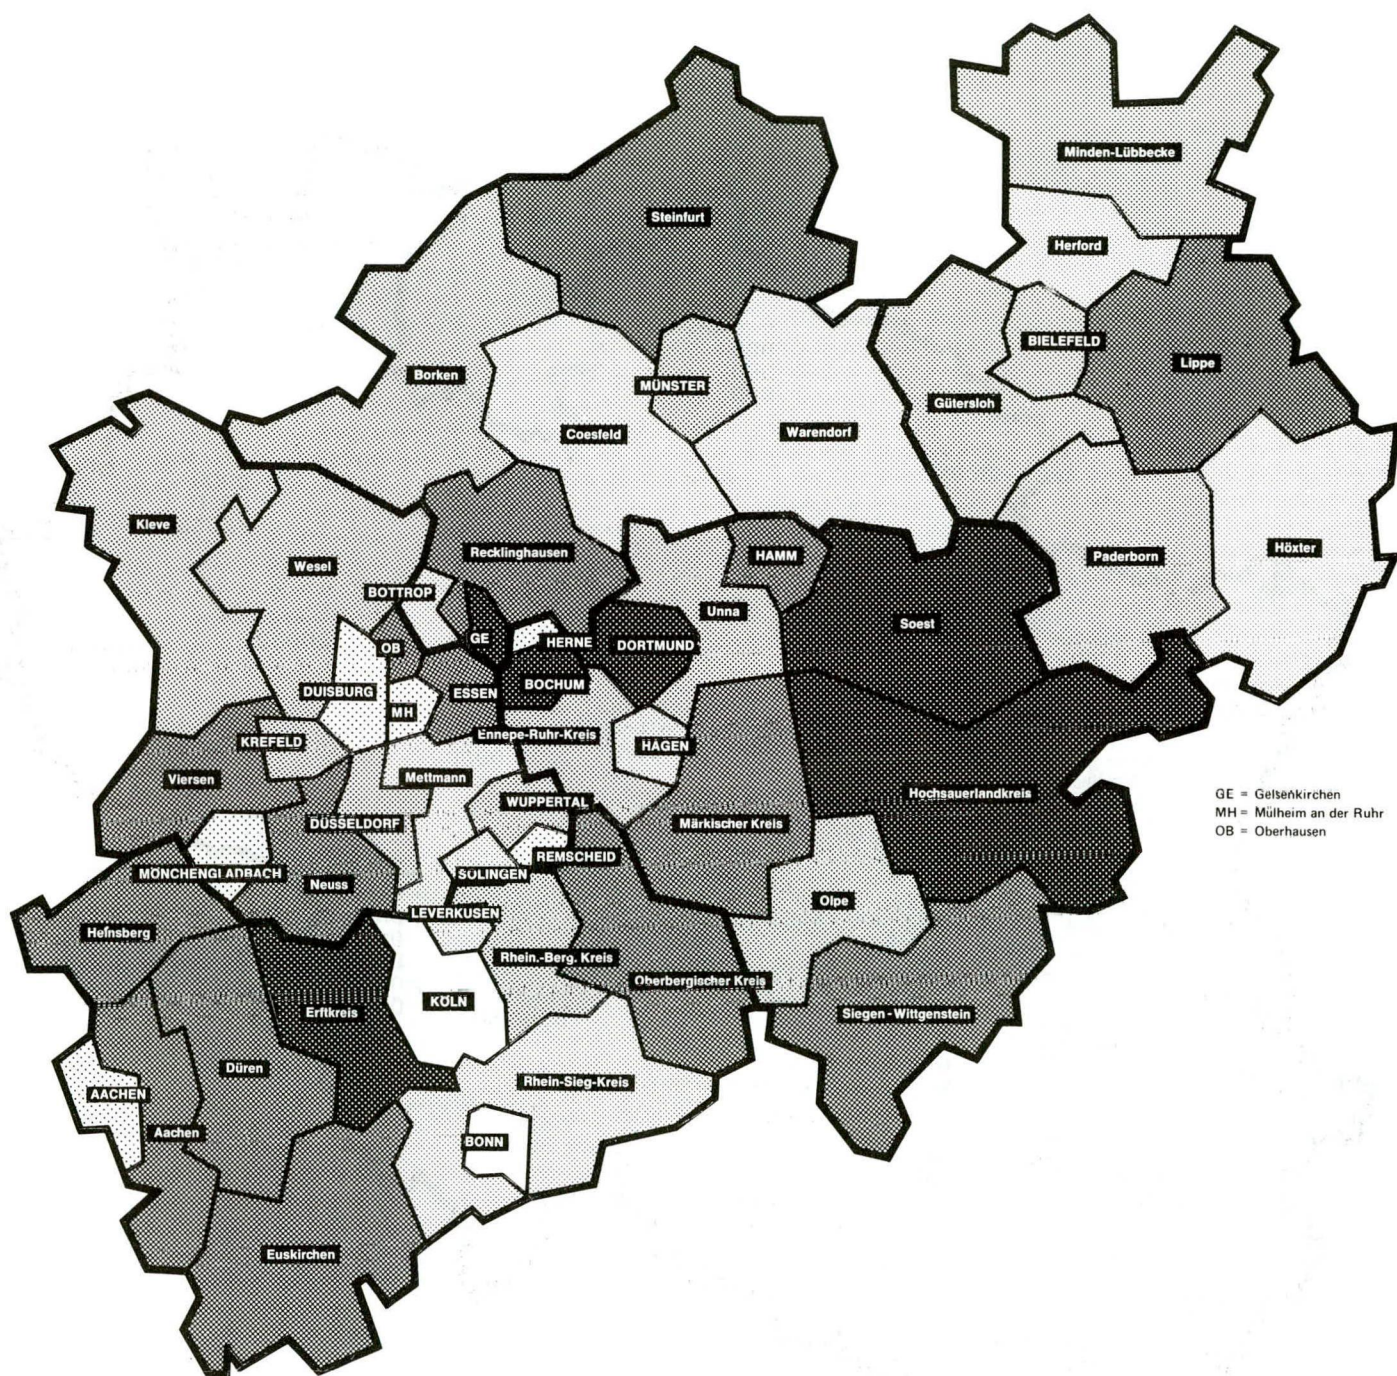 Minden-Lübbecke
Steinfurt
Herford
BIELEFELD
Lippe
Borken
MÜNSTER
Gütersloh
Coesfeld
Warendorf
Kleve
Recklinghausen
HAMM
Paderborn
Höxter
Wesel
BOTTROP
Unna
Soest
GE
HERNE
DORTMUND
OB
BOCHUM
DUISBURG
ESSEN
MH
Ennepe-Ruhr-Kreis
KREFELD
HAGEN
Viersen
Mettmann
Hochsauerlandkreis
WUPPERTAL
DÜSSELDORF
Märkischer Kreis
REMSCHEID
MÖNCHENGLADBACH
SOLINGEN
Neuss
Olpe
LEVERKUSEN
Heinsberg
Rhein.-Berg. Kreis
Oberbergischer Kreis
KÖLN
Erftkreis
Siegen-Wittgenstein
Düren
Rhein-Sieg-Kreis
AACHEN
Aachen
BONN
Euskirchen
GE = Gelsenkirchen
MH = Mülheim an der Ruhr
OB = Oberhausen